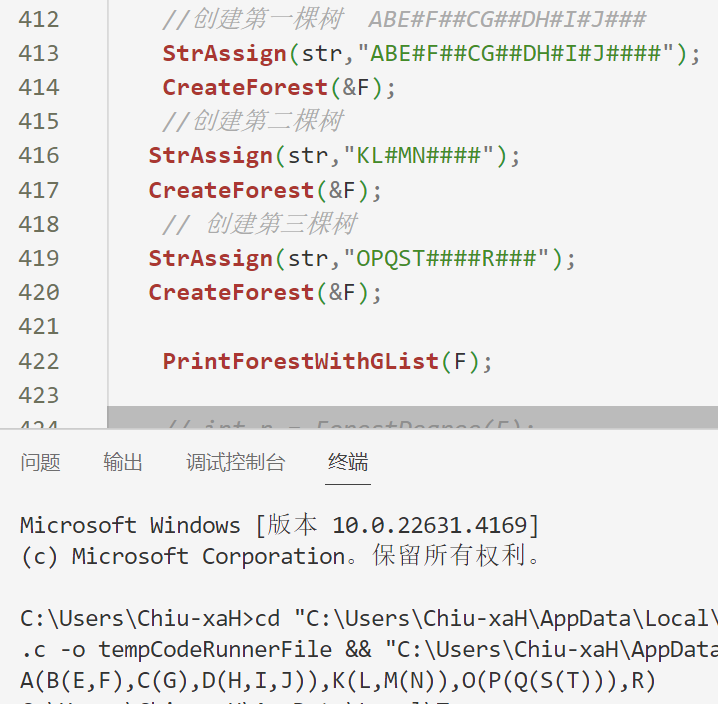 412 //创建第一棵树 ABE#F##CG##DH#I#J###
413 StrAssign(str,"ABE#F##CG##DH#I#J####");
414 CreateForest(&F);
415 //创建第二棵树
416 StrAssign(str,"KL#MN####");
417 CreateForest(&F);
418 // 创建第三棵树
419 StrAssign(str,"OPQST####R###");
420 CreateForest(&F);
421
422 PrintForestWithGList(F);
423
424 // int n = ForestDegree(F);
问题 输出 调试控制台 终端
Microsoft Windows [版本 10.0.22631.4169]
(c) Microsoft Corporation。保留所有权利。
C:\Users\Chiu-xaH>cd "C:\Users\Chiu-xaH\AppData\Local\
.c -o tempCodeRunnerFile && "C:\Users\Chiu-xaH\AppData
A(B(E,F),C(G),D(H,I,J)),K(L,M(N)),O(P(Q(S(T))),R)